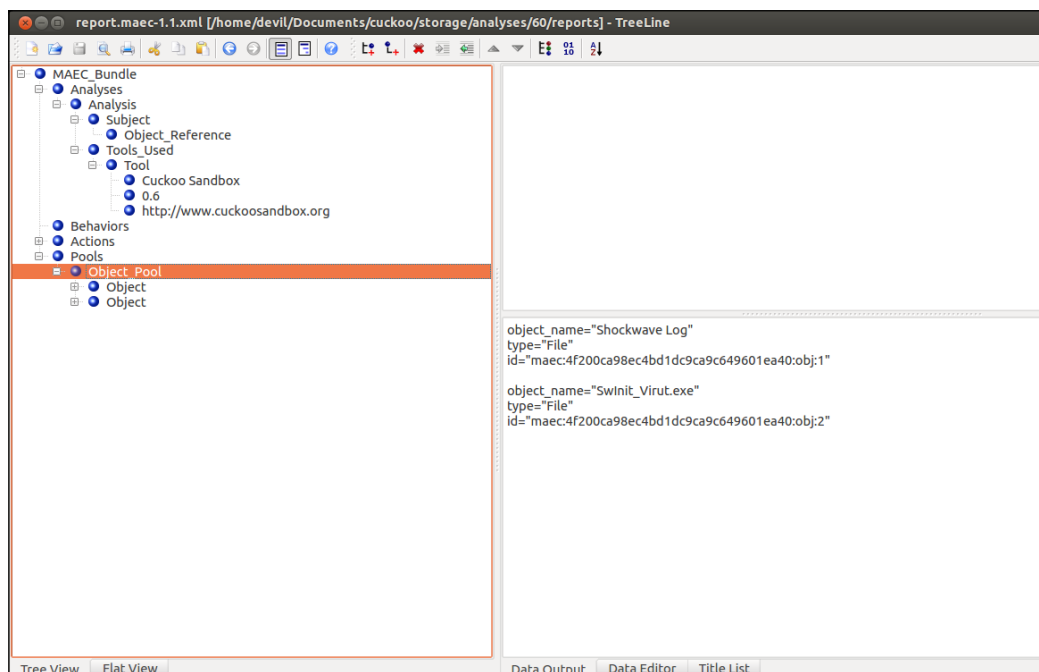 report.maec-1.1.xml [/home/devil/Documents/cuckoo/storage/analyses/60/reports] - TreeLine
MAEC_Bundle
Analyses
Analysis
Subject
Object_Reference
Tools_Used
Tool
Cuckoo Sandbox
0.6
http://www.cuckoosandbox.org
Behaviors
Actions
Pools
Object_Pool
Object
Object
object_name="Shockwave Log"
type="File"
id="maec:4f200ca98ec4bd1dc9ca9c649601ea40:obj:1"
object_name="SwInit_Virut.exe"
type="File"
id="maec:4f200ca98ec4bd1dc9ca9c649601ea40:obj:2"
Tree View Flat View Data Output Data Editor Title List